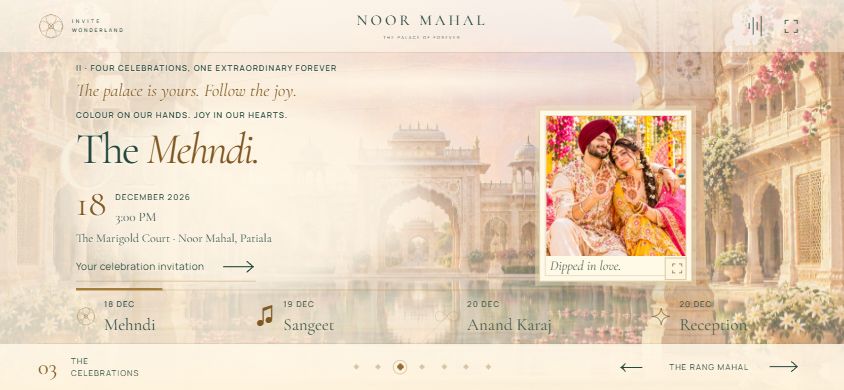 INVITE
WONDERLAND
NOOR MAHAL
THE PALACE OF FOREVER
II · FOUR CELEBRATIONS, ONE EXTRAORDINARY FOREVER
The palace is yours. Follow the joy.
COLOUR ON OUR HANDS. JOY IN OUR HEARTS.
The Mehndi.
18 DECEMBER 2026
3:00 PM
The Marigold Court · Noor Mahal, Patiala
Your celebration invitation
Dipped in love.
18 DEC
Mehndi
19 DEC
Sangeet
20 DEC
Anand Karaj
20 DEC
Reception
03
THE
CELEBRATIONS
THE RANG MAHAL